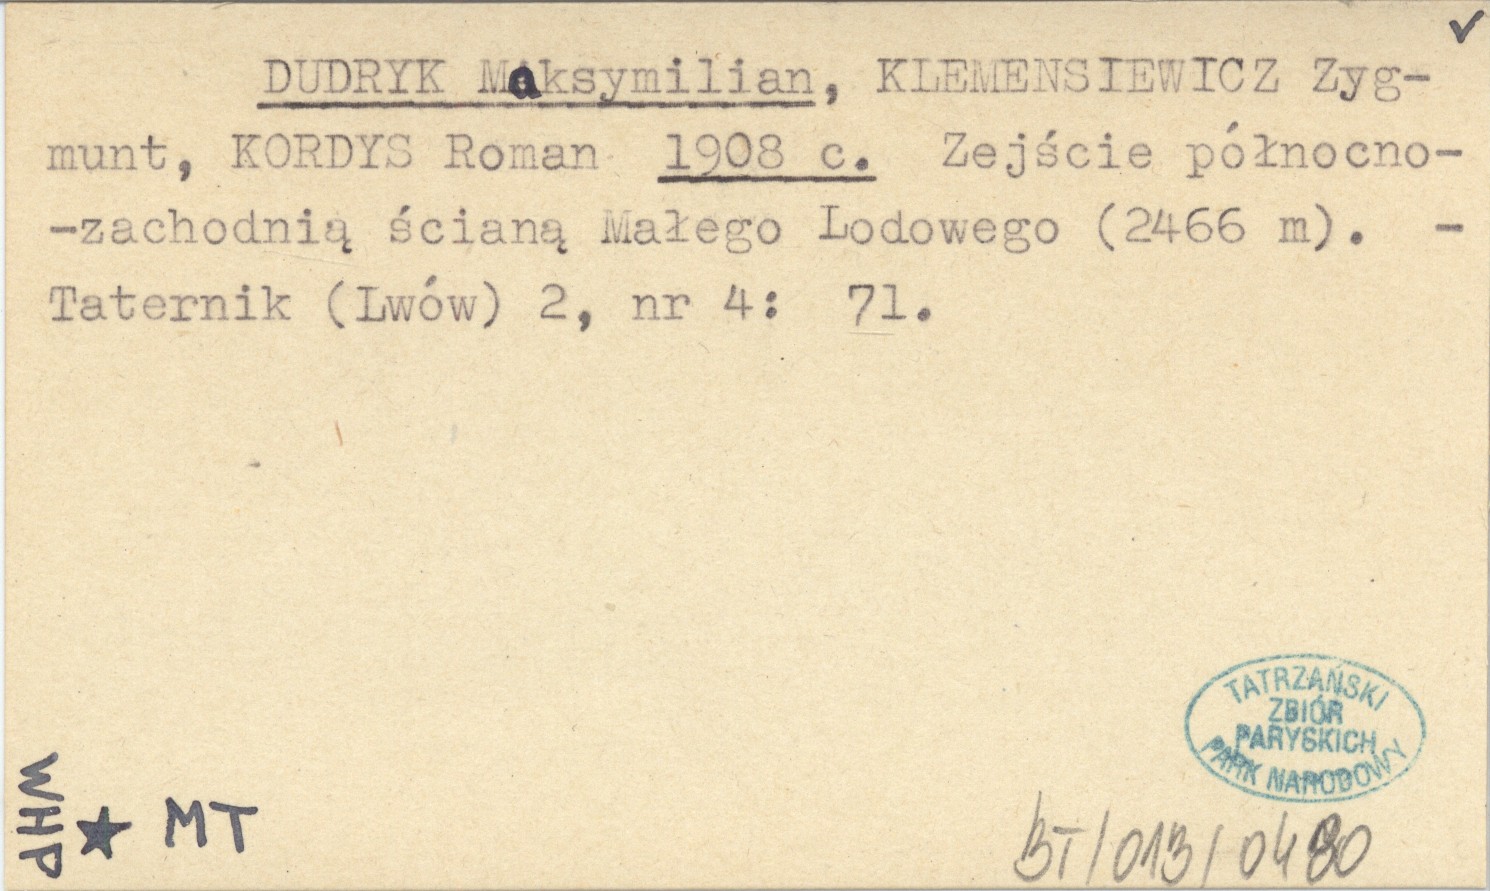 ✓
DUDRYK Maksymilian, KLEMENSIEWICZ Zyg-
munt, KORDYS Roman 1908 c. Zejście północno-
-zachodnią ścianą Małego Lodowego (2466 m). -
Taternik (Lwów) 2, nr 4: 71.
TATRZAŃSKI
ZBIÓR
PARYSKICH
PARK NARODOWY
WHP ★ MT
BT/013/0480